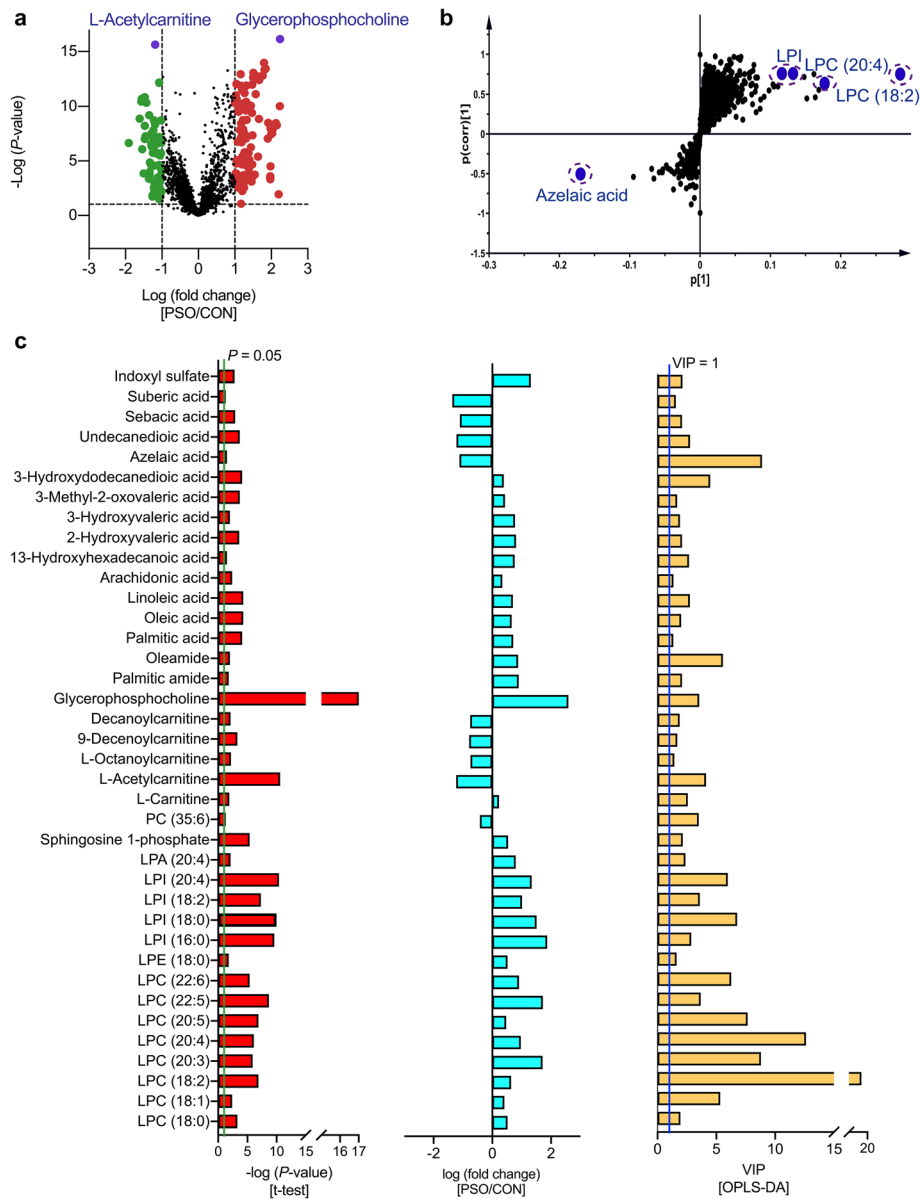 a
L-Acetylcarnitine
Glycerophosphocholine
15
10
5
0
-Log (P-value)
-3
-2
-1
0
1
2
3
Log (fold change)
[PSO/CON]
b
1
0.5
0
-0.5
-1
-1.5
p(corr)[1]
-0.3
-0.2
-0.1
0
0.1
0.2
p[1]
LPI
LPC (20:4)
LPC (18:2)
Azelaic acid
c
P = 0.05
VIP = 1
Indoxyl sulfate
Suberic acid
Sebacic acid
Undecanedioic acid
Azelaic acid
3-Hydroxydodecanedioic acid
3-Methyl-2-oxovaleric acid
3-Hydroxyvaleric acid
2-Hydroxyvaleric acid
13-Hydroxyhexadecanoic acid
Arachidonic acid
Linoleic acid
Oleic acid
Palmitic acid
Oleamide
Palmitic amide
Glycerophosphocholine
Decanoylcarnitine
9-Decenoylcarnitine
L-Octanoylcarnitine
L-Acetylcarnitine
L-Carnitine
PC (35:6)
Sphingosine 1-phosphate
LPA (20:4)
LPI (20:4)
LPI (18:2)
LPI (18:0)
LPI (16:0)
LPE (18:0)
LPC (22:6)
LPC (22:5)
LPC (20:5)
LPC (20:4)
LPC (20:3)
LPC (18:2)
LPC (18:1)
LPC (18:0)
0
5
10
15
16
17
-log (P-value)
[t-test]
-2
0
2
log (fold change)
[PSO/CON]
0
5
10
15
20
VIP
[OPLS-DA]